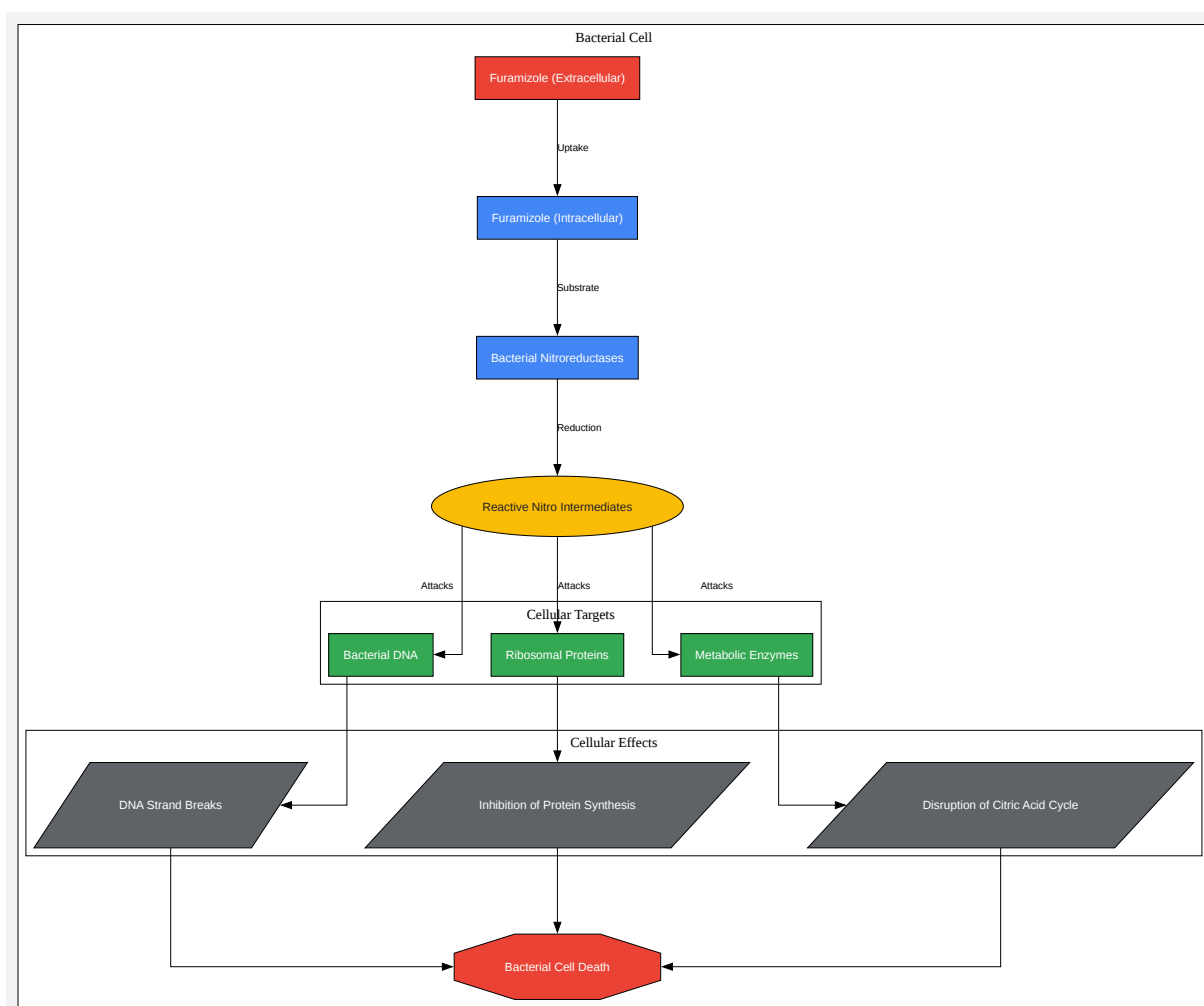 Bacterial Cell
Furamizole (Extracellular)
Uptake
Furamizole (Intracellular)
Substrate
Bacterial Nitroreductases
Reduction
Reactive Nitro Intermediates
Attacks
Attacks
Attacks
Cellular Targets
Bacterial DNA
Ribosomal Proteins
Metabolic Enzymes
Cellular Effects
DNA Strand Breaks
Inhibition of Protein Synthesis
Disruption of Citric Acid Cycle
Bacterial Cell Death